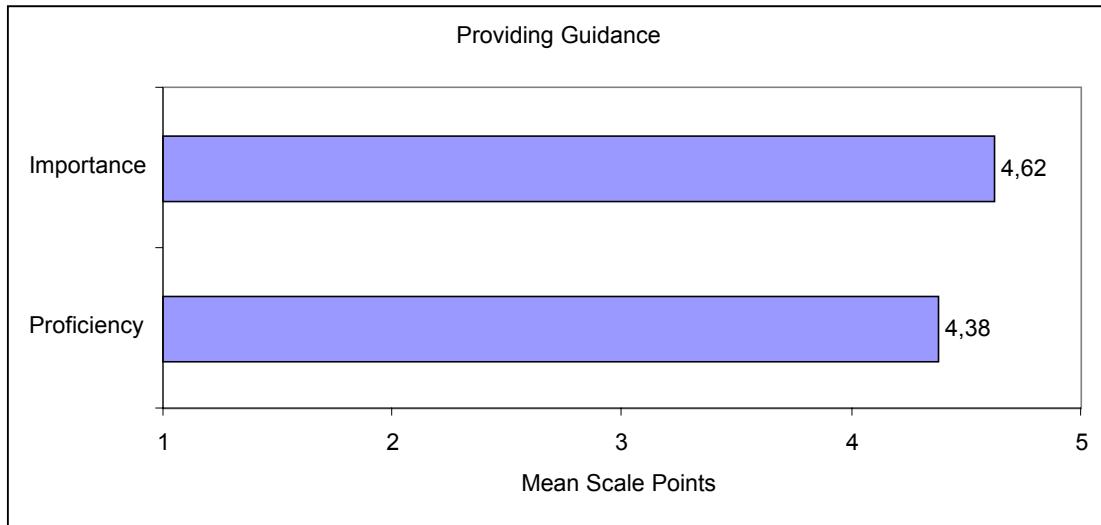 Providing Guidance
Importance
4,62
Proficiency
4,38
1 2 3 4 5
Mean Scale Points